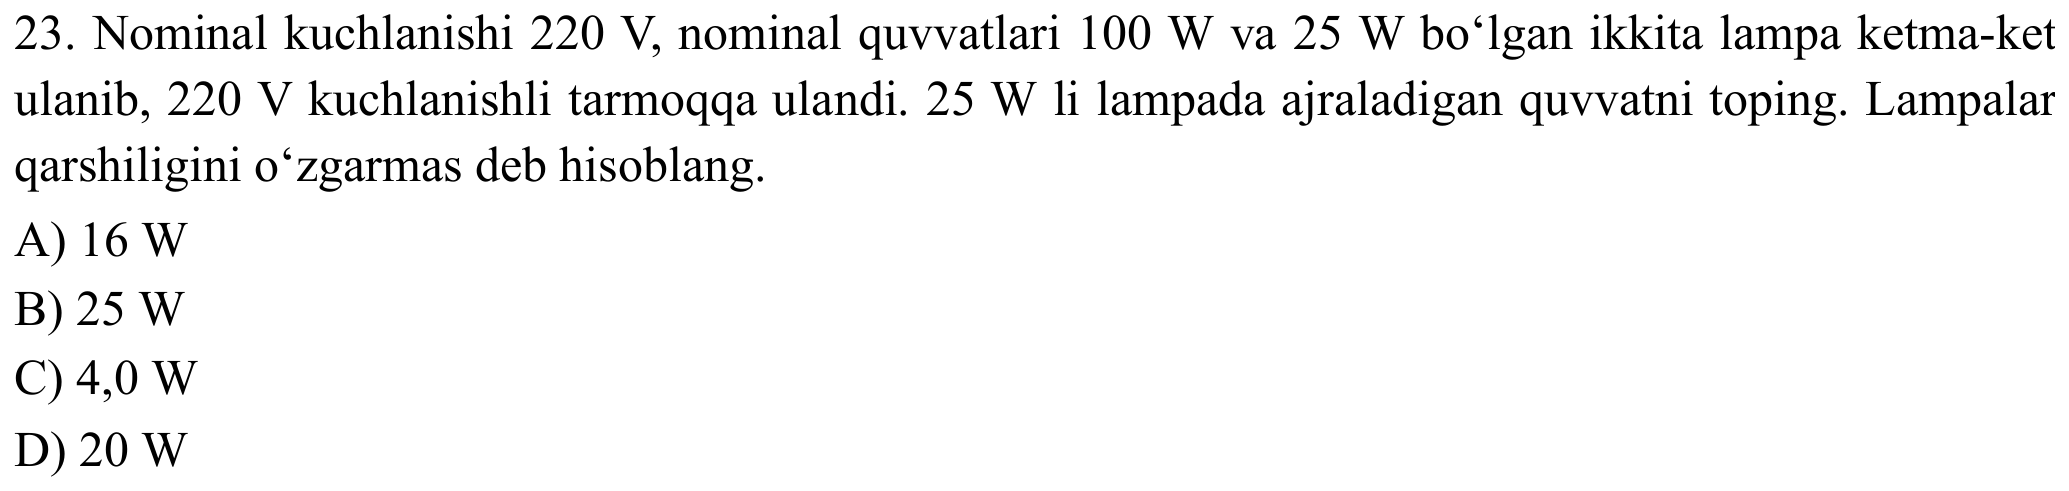 23. Nominal kuchlanishi 220 V, nominal quvvatlari 100 W va 25 W bo‘lgan ikkita lampa ketma-ket
ulanib, 220 V kuchlanishli tarmoqqa ulandi. 25 W li lampada ajraladigan quvvatni toping. Lampalar
qarshiligini o‘zgarmas deb hisoblang.
A) 16 W
B) 25 W
C) 4,0 W
D) 20 W